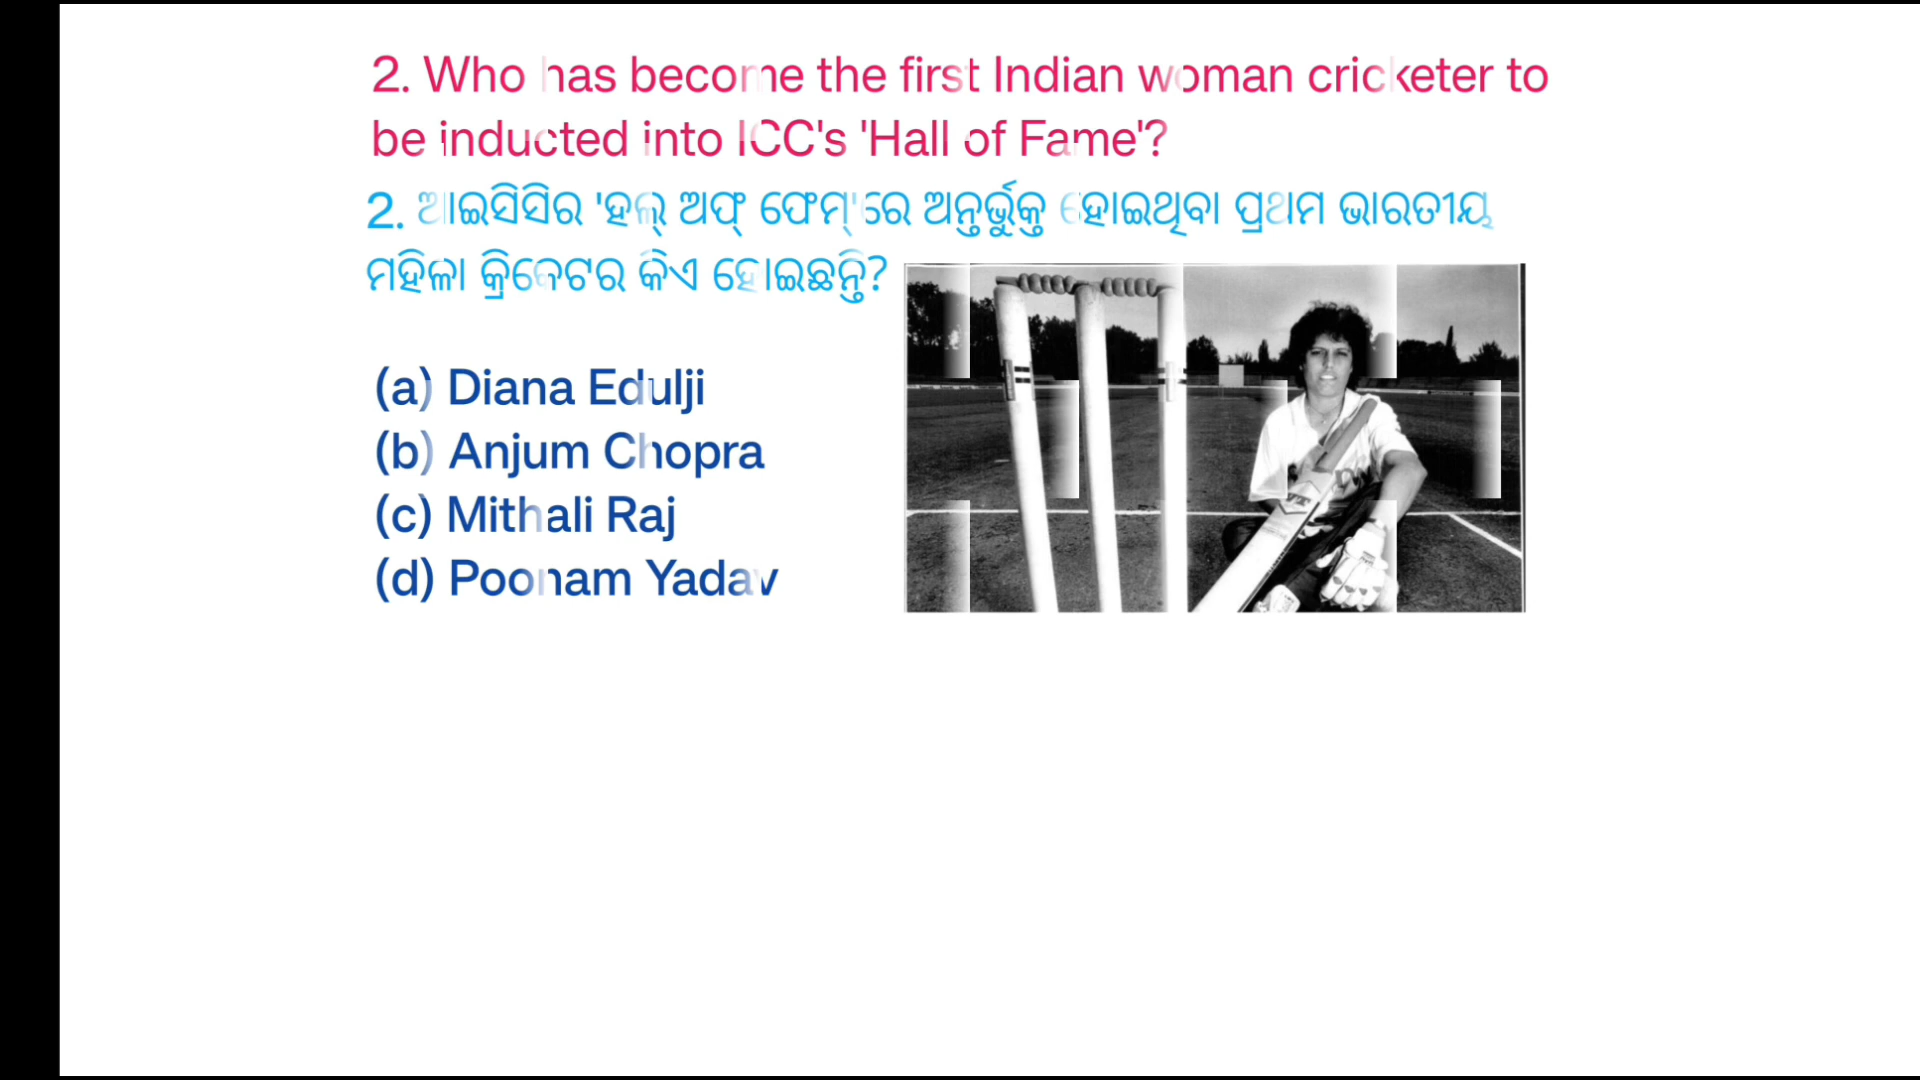 2. Who has become the first Indian woman cricketer to
be inducted into ICC's 'Hall of Fame'?
2. ଆଇସିସିର 'ହଲ୍ ଅଫ୍ ଫେମ୍'ରେ ଅନ୍ତର୍ଭୁକ୍ତ ହୋଇଥିବା ପ୍ରଥମ ଭାରତୀୟ
ମହିଳା କ୍ରିକେଟର କିଏ ହୋଇଛନ୍ତି?
(a) Diana Edulji
(b) Anjum Chopra
(c) Mithali Raj
(d) Poonam Yadav